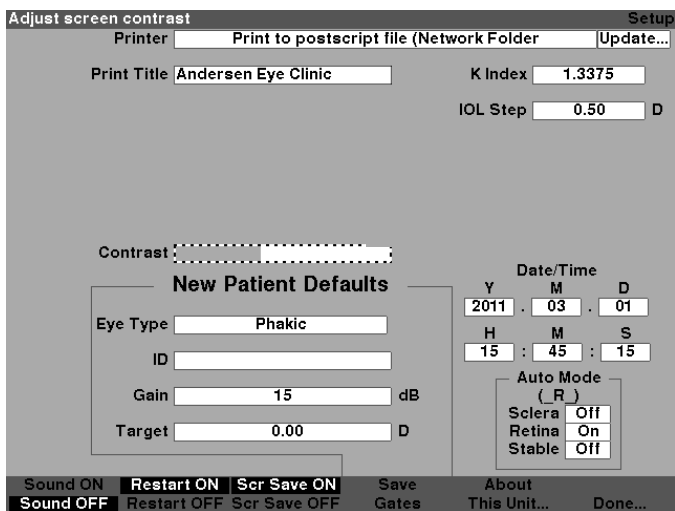 Adjust screen contrast Setup
Printer Print to postscript file (Network Folder Update...
Print Title Andersen Eye Clinic K Index 1.3375
IOL Step 0.50 D
Contrast
New Patient Defaults
Date/Time
Y M D
2011 . 03 . 01
Eye Type Phakic
H M S
15 : 45 : 15
ID
Auto Mode
(_R_)
Gain 15 dB
Sclera Off
Target 0.00 D
Retina On
Stable Off
Sound ON Restart ON Scr Save ON Save About
Sound OFF Restart OFF Scr Save OFF Gates This Unit... Done...